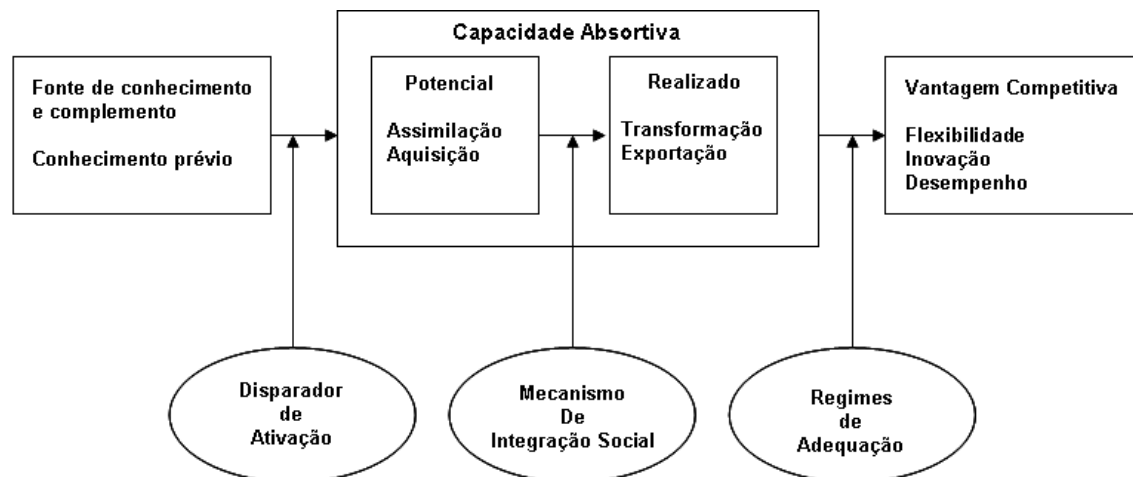 Capacidade Absortiva
Fonte de conhecimento
e complemento
Conhecimento prévio
Potencial
Assimilação
Aquisição
Realizado
Transformação
Exportação
Vantagem Competitiva
Flexibilidade
Inovação
Desempenho
Disparador
de
Ativação
Mecanismo
De
Integração Social
Regimes
de
Adequação